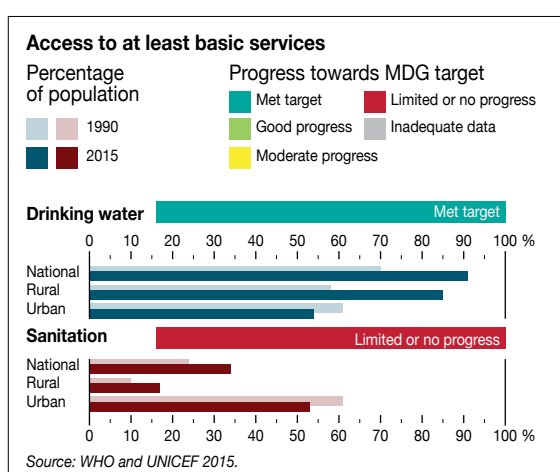 Access to at least basic services
Percentage
of population
1990
2015
Progress towards MDG target
Met target
Limited or no progress
Good progress
Inadequate data
Moderate progress
Drinking water
Met target
0 10 20 30 40 50 60 70 80 90 100 %
National
Rural
Urban
Sanitation
Limited or no progress
National
Rural
Urban
0 10 20 30 40 50 60 70 80 90 100 %
Source: WHO and UNICEF 2015.